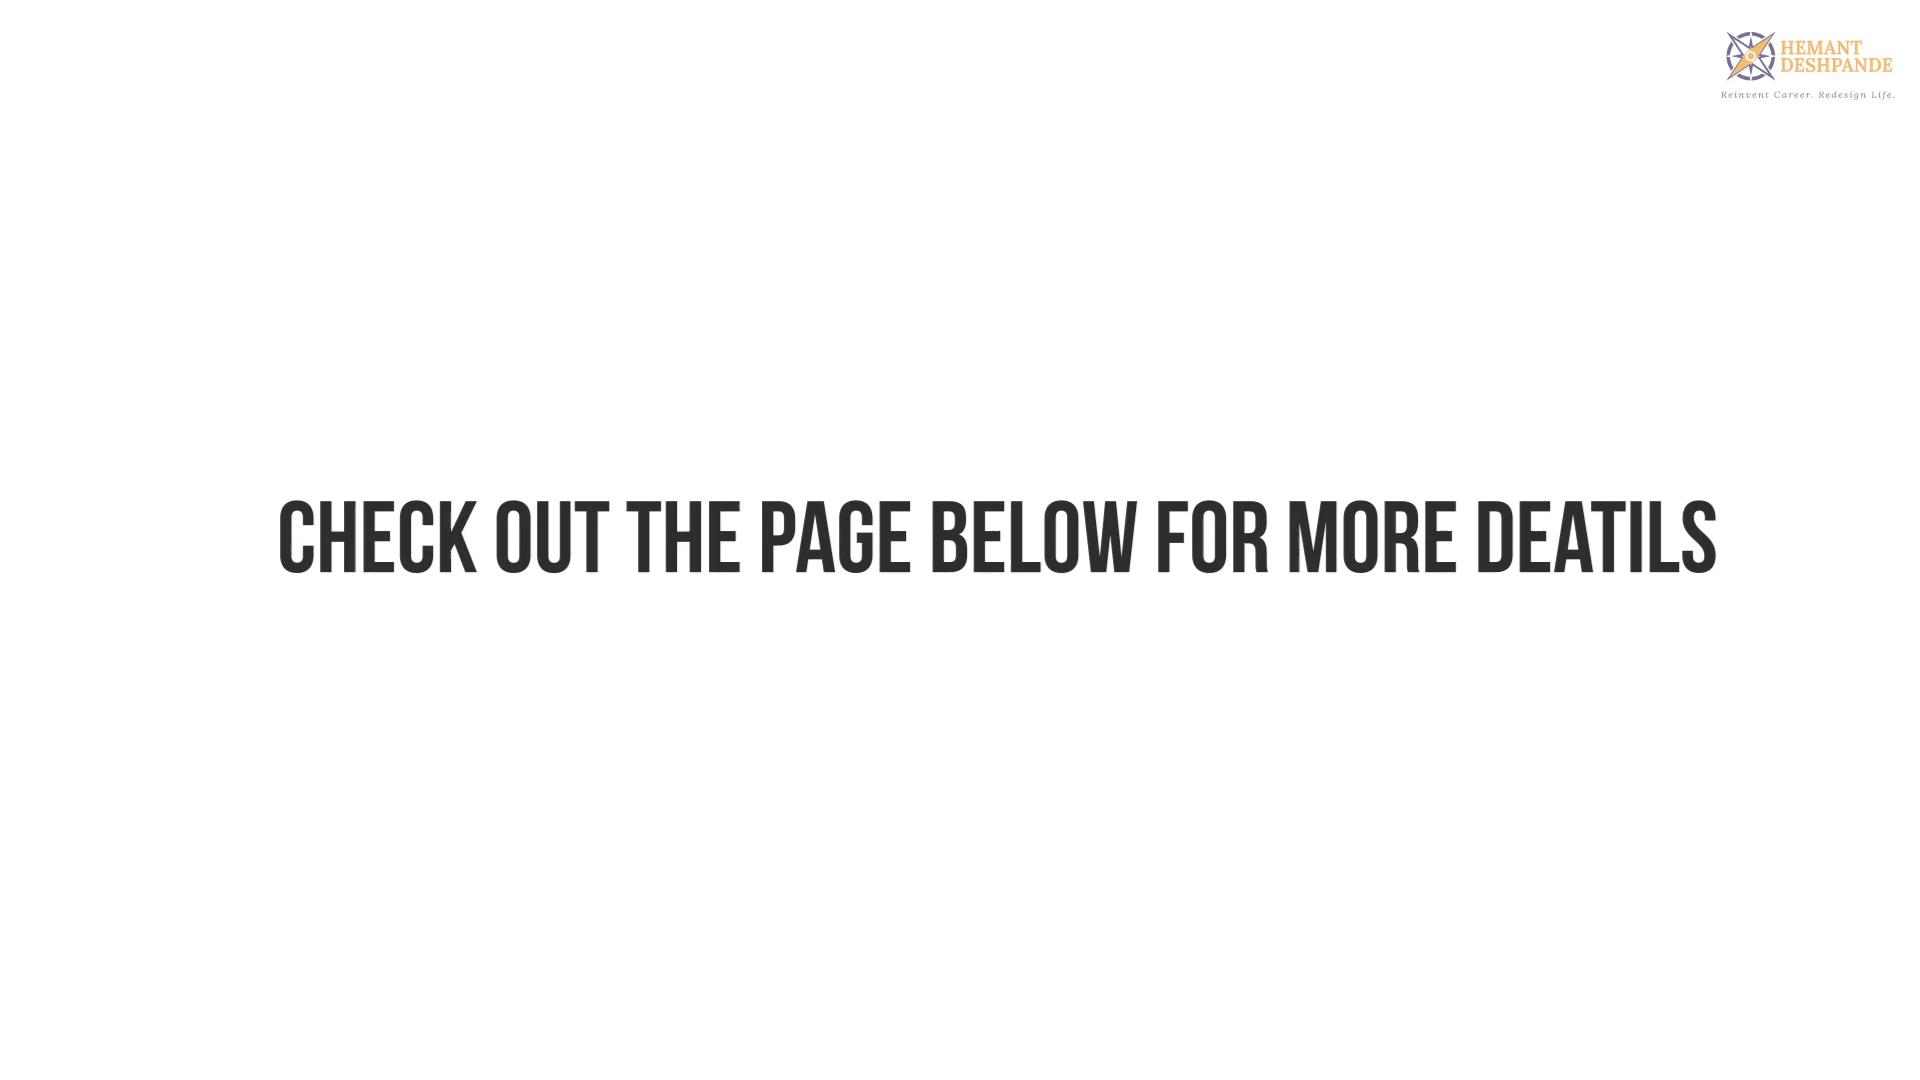 HEMANT
DESHPANDE
Reinvent Career. Redesign Life.
CHECK OUT THE PAGE BELOW FOR MORE DEATILS